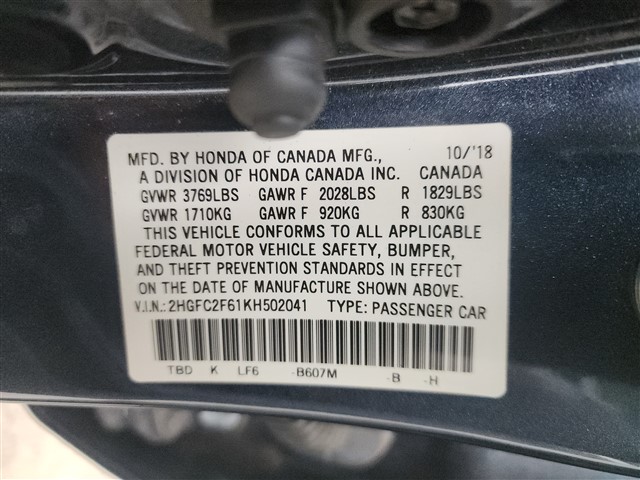 MFD. BY HONDA OF CANADA MFG., 10/'18
A DIVISION OF HONDA CANADA INC. CANADA
GVWR 3769LBS GAWR F 2028LBS R 1829LBS
GVWR 1710KG GAWR F 920KG R 830KG
THIS VEHICLE CONFORMS TO ALL APPLICABLE
FEDERAL MOTOR VEHICLE SAFETY, BUMPER,
AND THEFT PREVENTION STANDARDS IN EFFECT
ON THE DATE OF MANUFACTURE SHOWN ABOVE.
V.I.N.: 2HGFC2F61KH502041 TYPE: PASSENGER CAR
TBD K LF6 -B607M -B -H